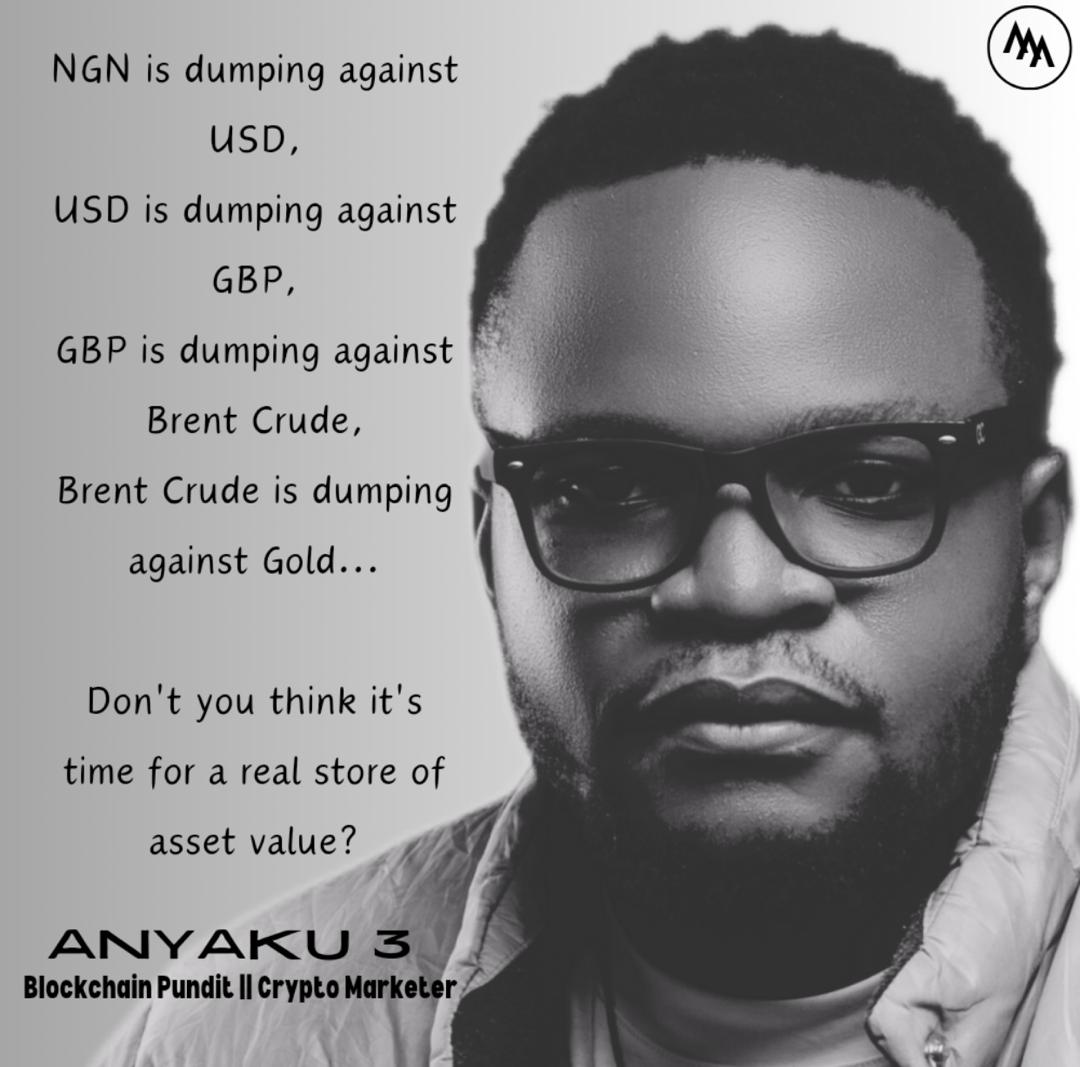 NGN is dumping against
USD,
USD is dumping against
GBP,
GBP is dumping against
Brent Crude,
Brent Crude is dumping
against Gold...
Don't you think it's
time for a real store of
asset value?
ANYAKU 3
Blockchain Pundit || Crypto Marketer